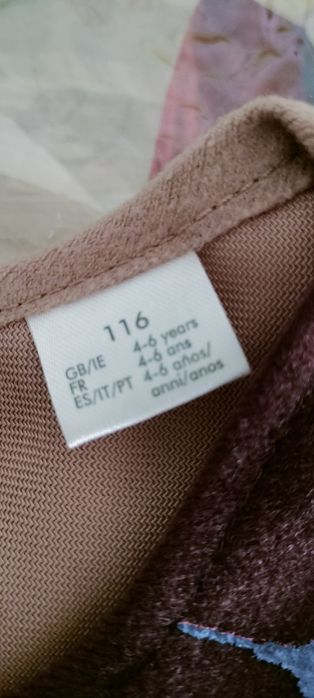 116
GB/IE 4-6 years
FR 4-6 ans
ES/IT/PT 4-6 años/
anni/anos